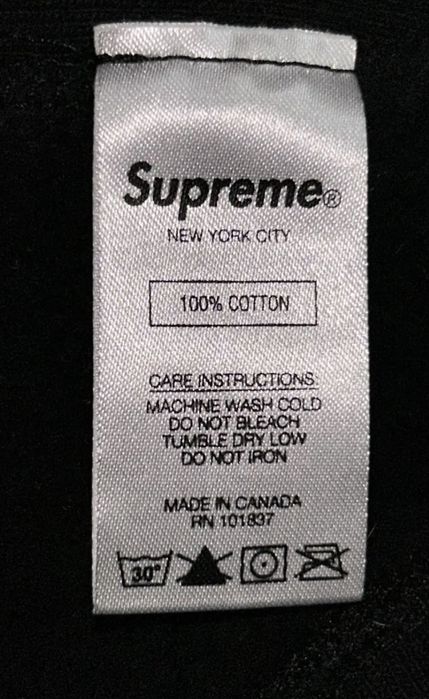 Supreme®
NEW YORK CITY
100% COTTON
CARE INSTRUCTIONS:
MACHINE WASH COLD
DO NOT BLEACH
TUMBLE DRY LOW
DO NOT IRON
MADE IN CANADA
RN 101837
30°